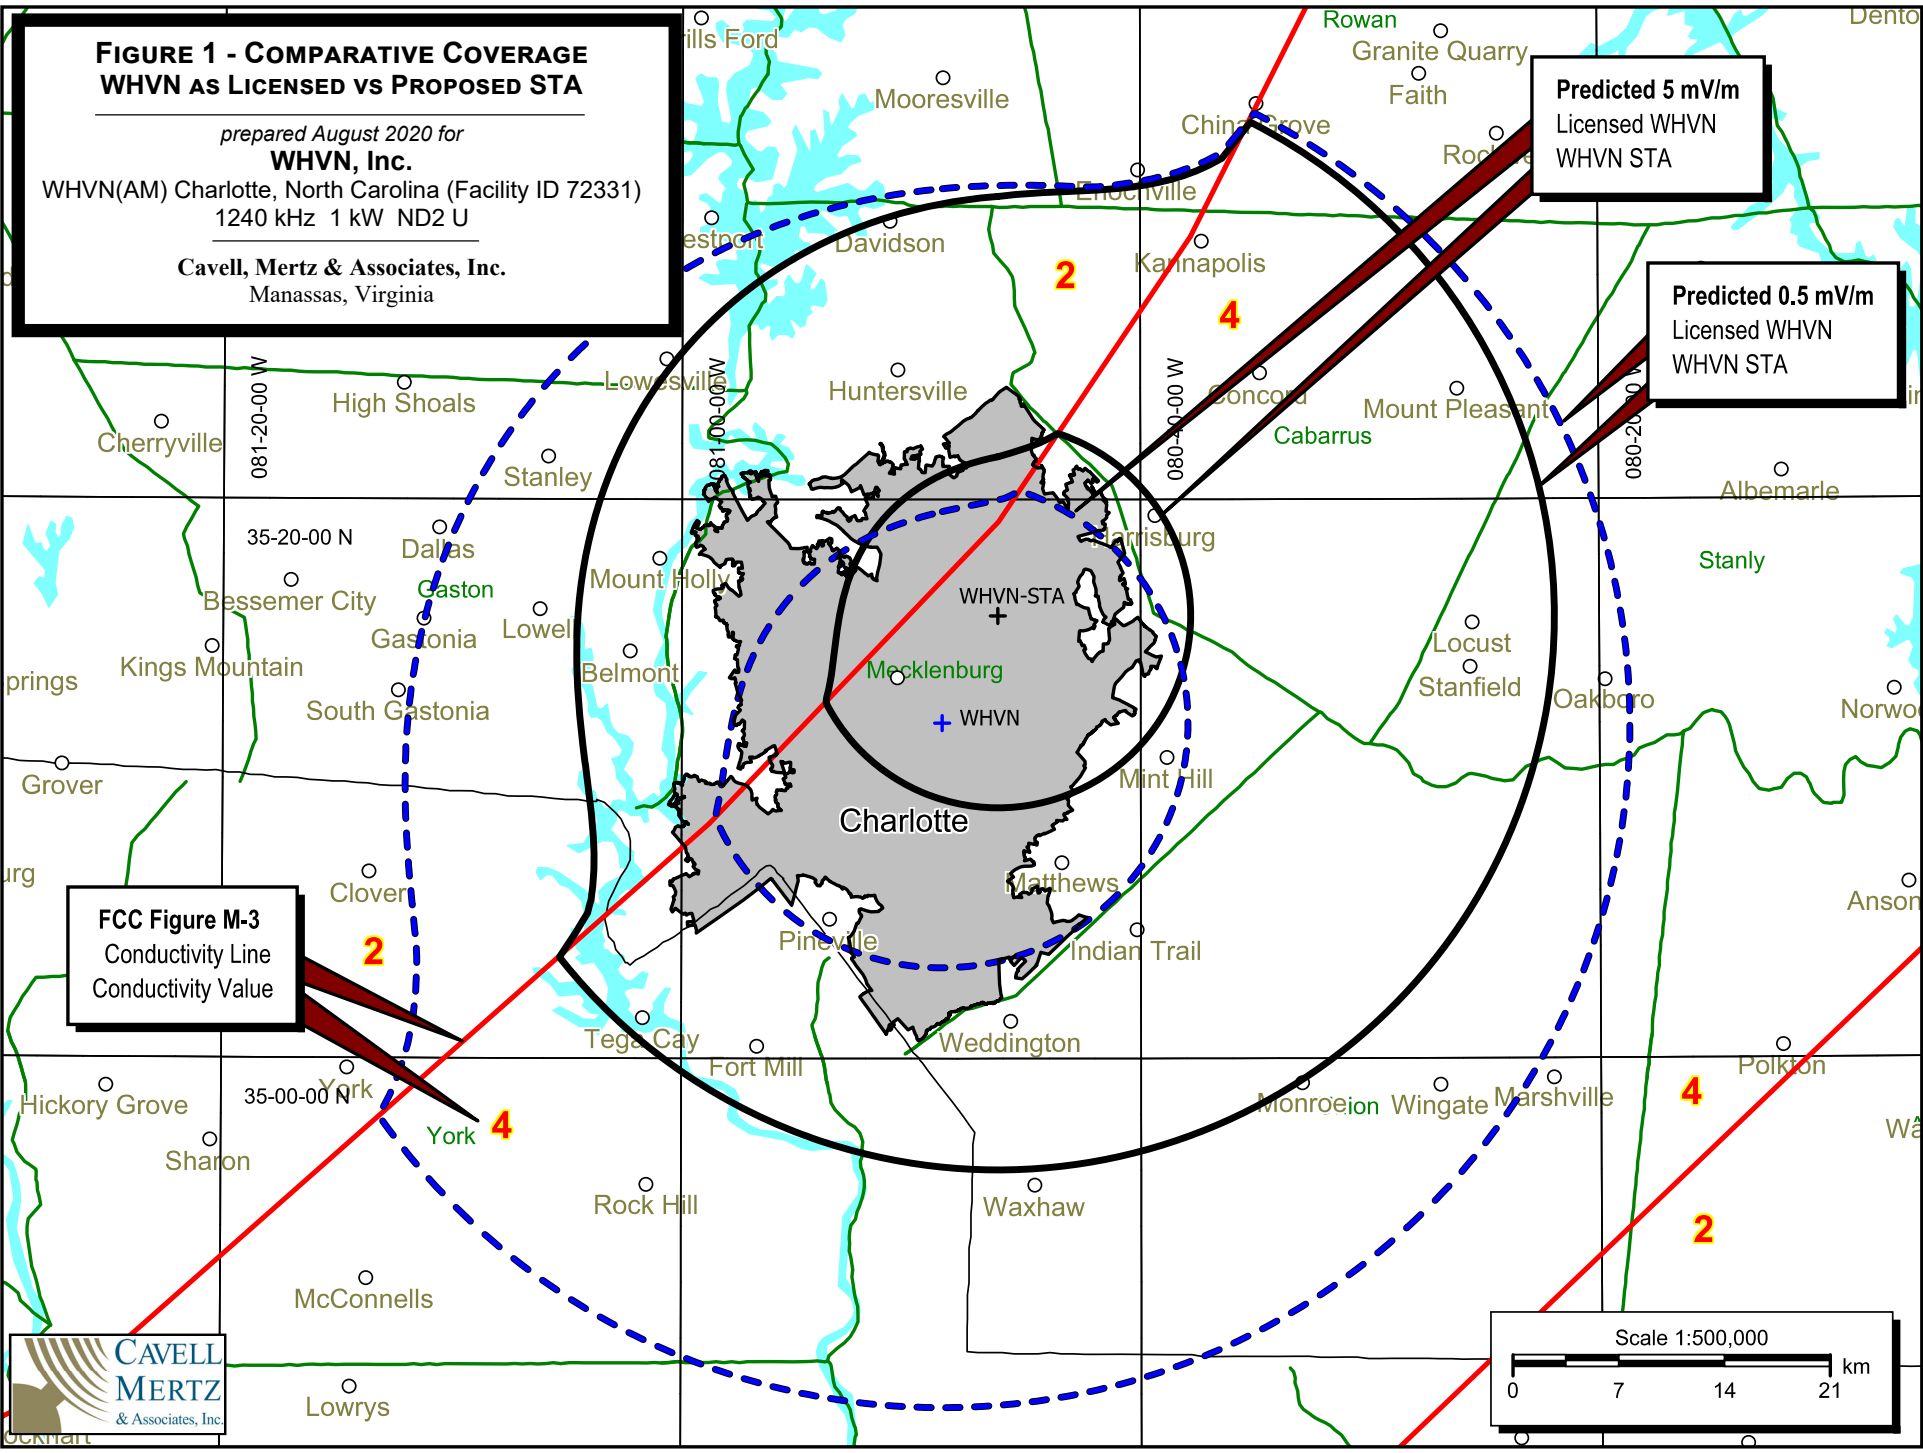 FIGURE 1 - COMPARATIVE COVERAGE
WHVN AS LICENSED VS PROPOSED STA
prepared August 2020 for
WHVN, Inc.
WHVN(AM) Charlotte, North Carolina (Facility ID 72331)
1240 kHz 1 kW ND2 U
Cavell, Mertz & Associates, Inc.
Manassas, Virginia
Predicted 5 mV/m
Licensed WHVN
WHVN STA
Predicted 0.5 mV/m
Licensed WHVN
WHVN STA
Rowan
Granite Quarry
Faith
Mooresville
China Grove
Enochville
Davidson
Kannapolis
2
4
Lowesville
Huntersville
Concord
Mount Pleasant
Cabarrus
High Shoals
Cherryville
Stanley
081-20-00 W
081-00-00 W
080-40-00 W
Albemarle
35-20-00 N
Dallas
Harrisburg
Stanly
Mount Holly
Gaston
Bessemer City
WHVN-STA
Lowell
Gastonia
Locust
Kings Mountain
Belmont
Mecklenburg
Stanfield
Oakboro
South Gastonia
WHVN
Grover
Mint Hill
Charlotte
Clover
Matthews
Anson
FCC Figure M-3
Conductivity Line
Conductivity Value
2
Pineville
Indian Trail
Tega Cay
Weddington
Fort Mill
Polkton
York
35-00-00 N
Hickory Grove
Monroe
Wingate
Marshville
4
York
4
Sharon
Rock Hill
Waxhaw
2
McConnells
Lowrys
CAVELL
MERTZ
& Associates, Inc.
Scale 1:500,000
km
0 7 14 21